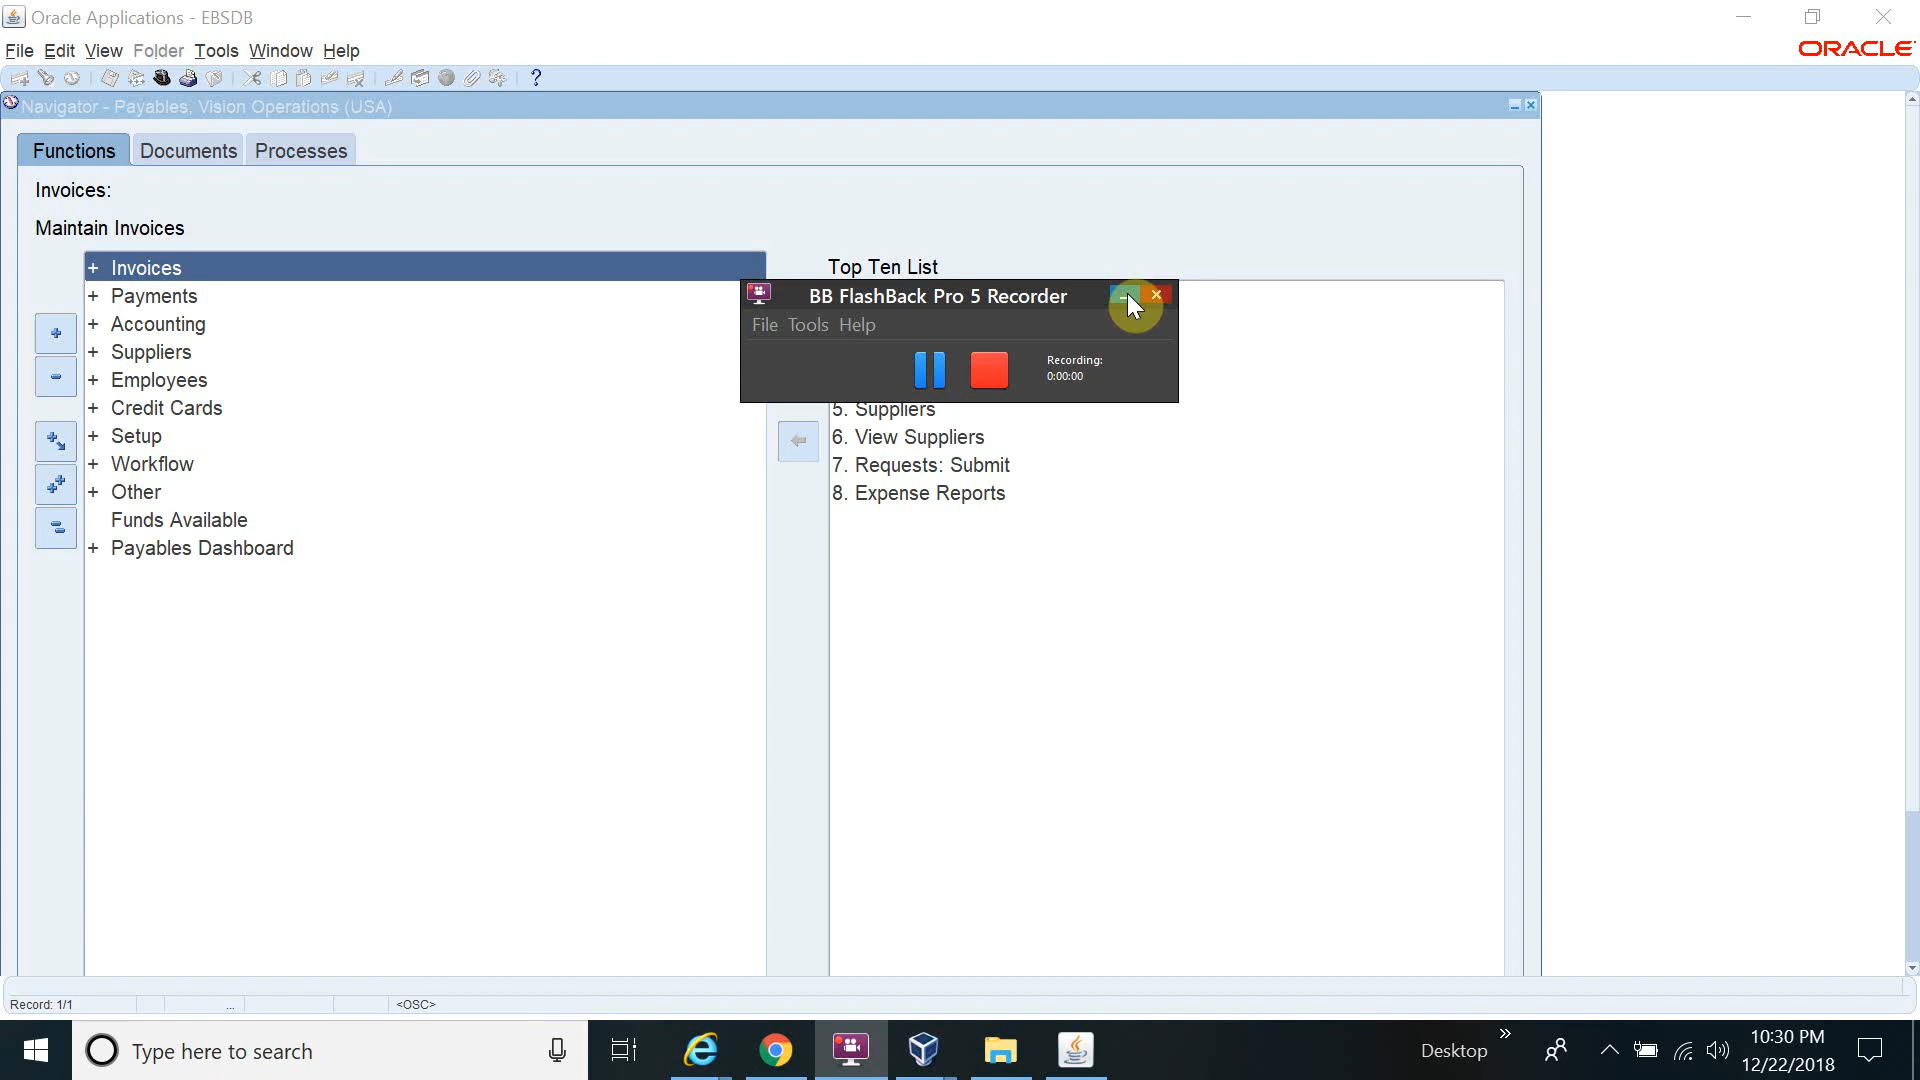 Oracle Applications - EBSDB
File Edit View Folder Tools Window Help
ORACLE
Navigator - Payables, Vision Operations (USA)
Functions Documents Processes
Invoices:
Maintain Invoices
+ Invoices
+ Payments
+ Accounting
+ Suppliers
+ Employees
+ Credit Cards
+ Setup
+ Workflow
+ Other
Funds Available
+ Payables Dashboard
Top Ten List
BB FlashBack Pro 5 Recorder
File Tools Help
Recording:
0:00:00
5. Suppliers
6. View Suppliers
7. Requests: Submit
8. Expense Reports
Record: 1/1 ... <OSC>
Type here to search
Desktop
10:30 PM
12/22/2018